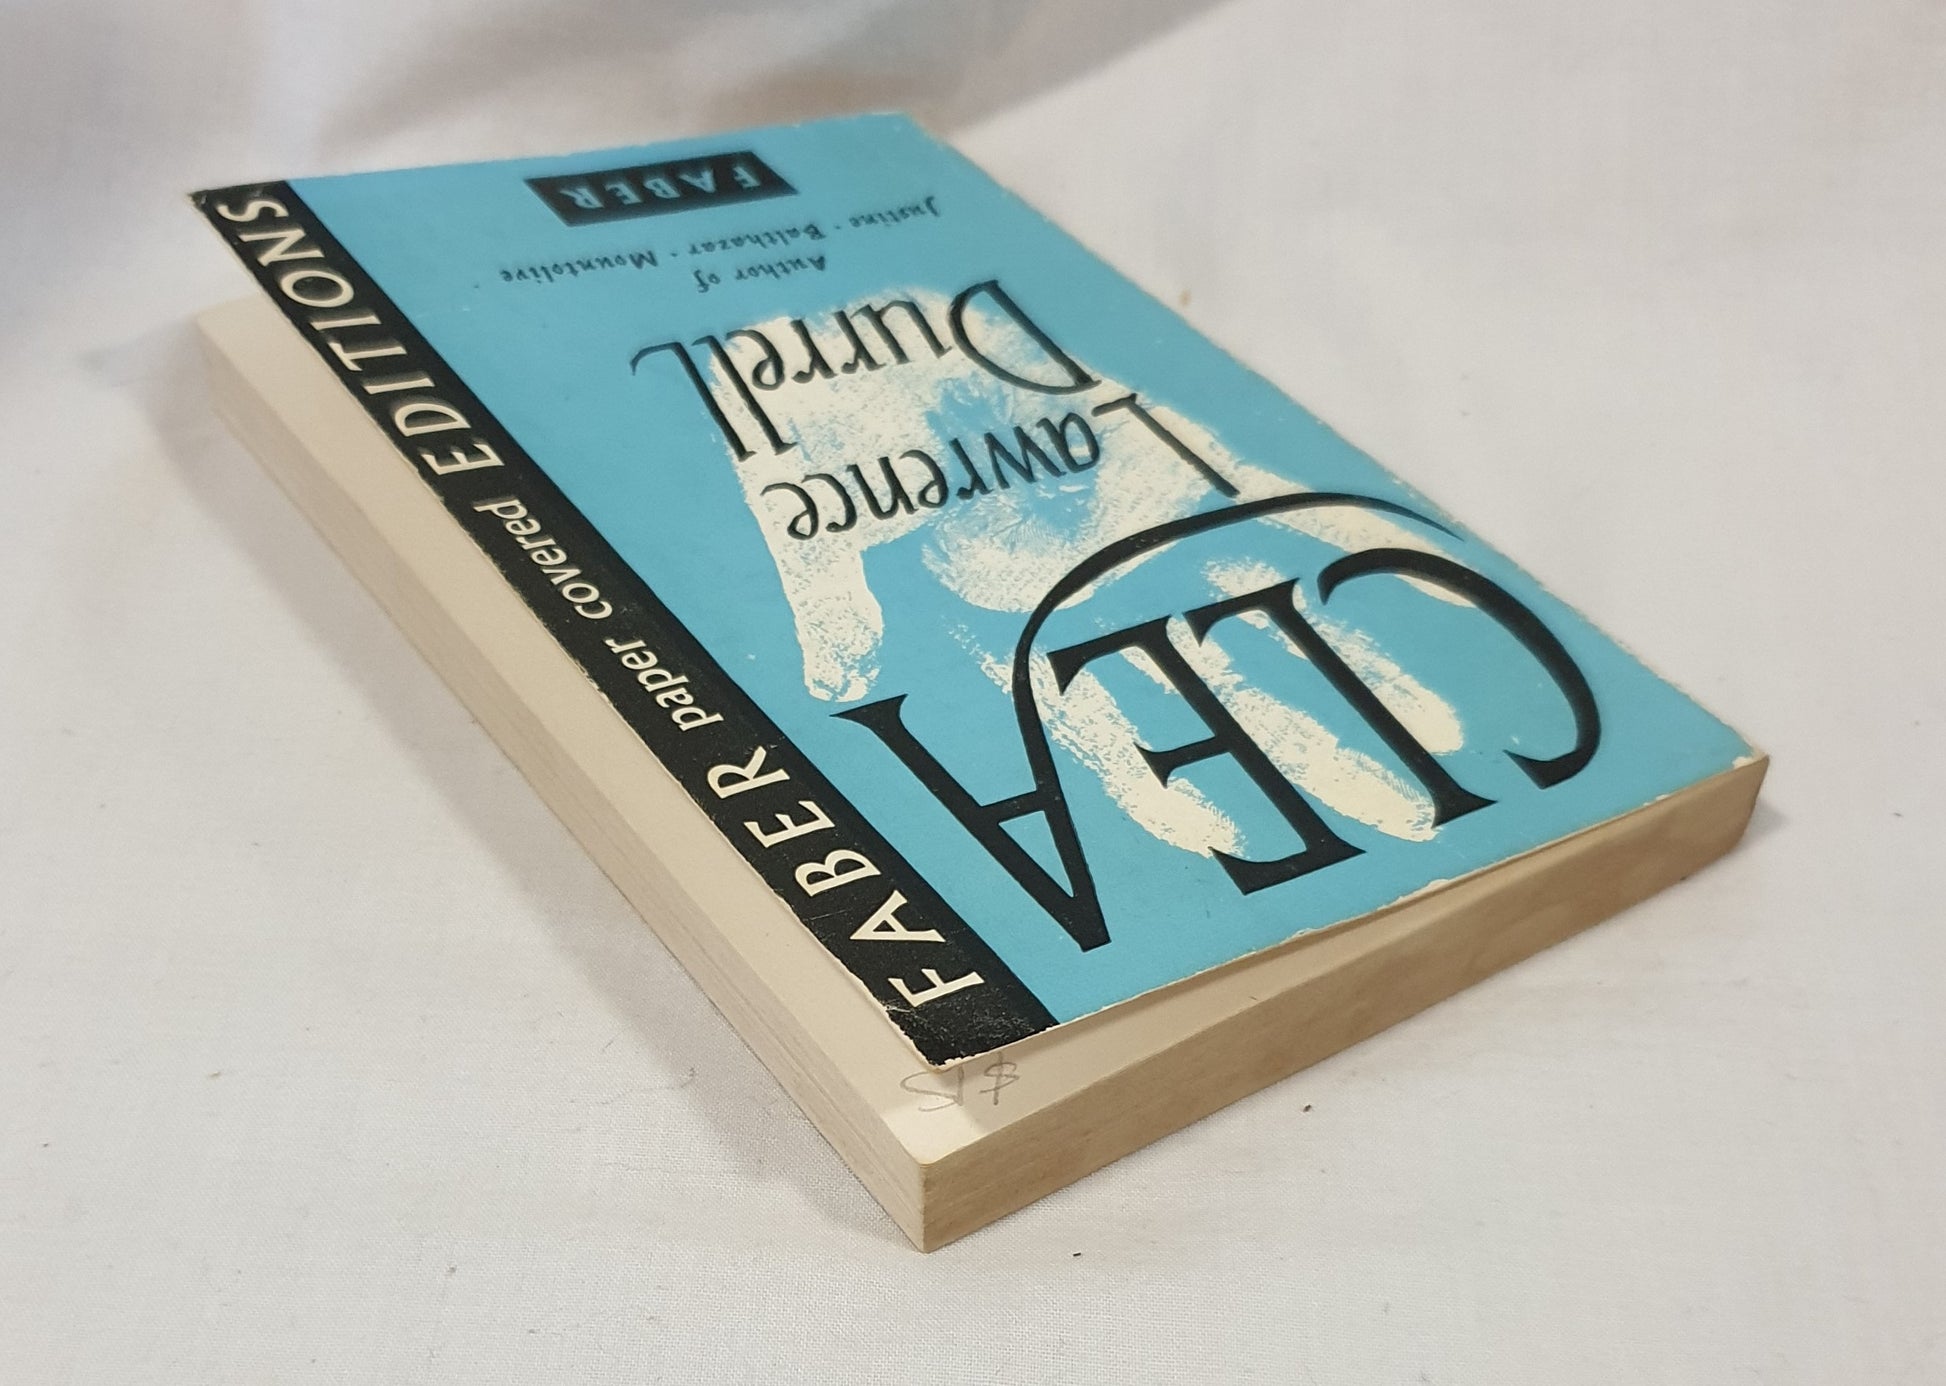 CLEA
Lawrence
Durrell
Author of
Justine · Balthazar · Mountolive
FABER
FABER paper covered EDITIONS